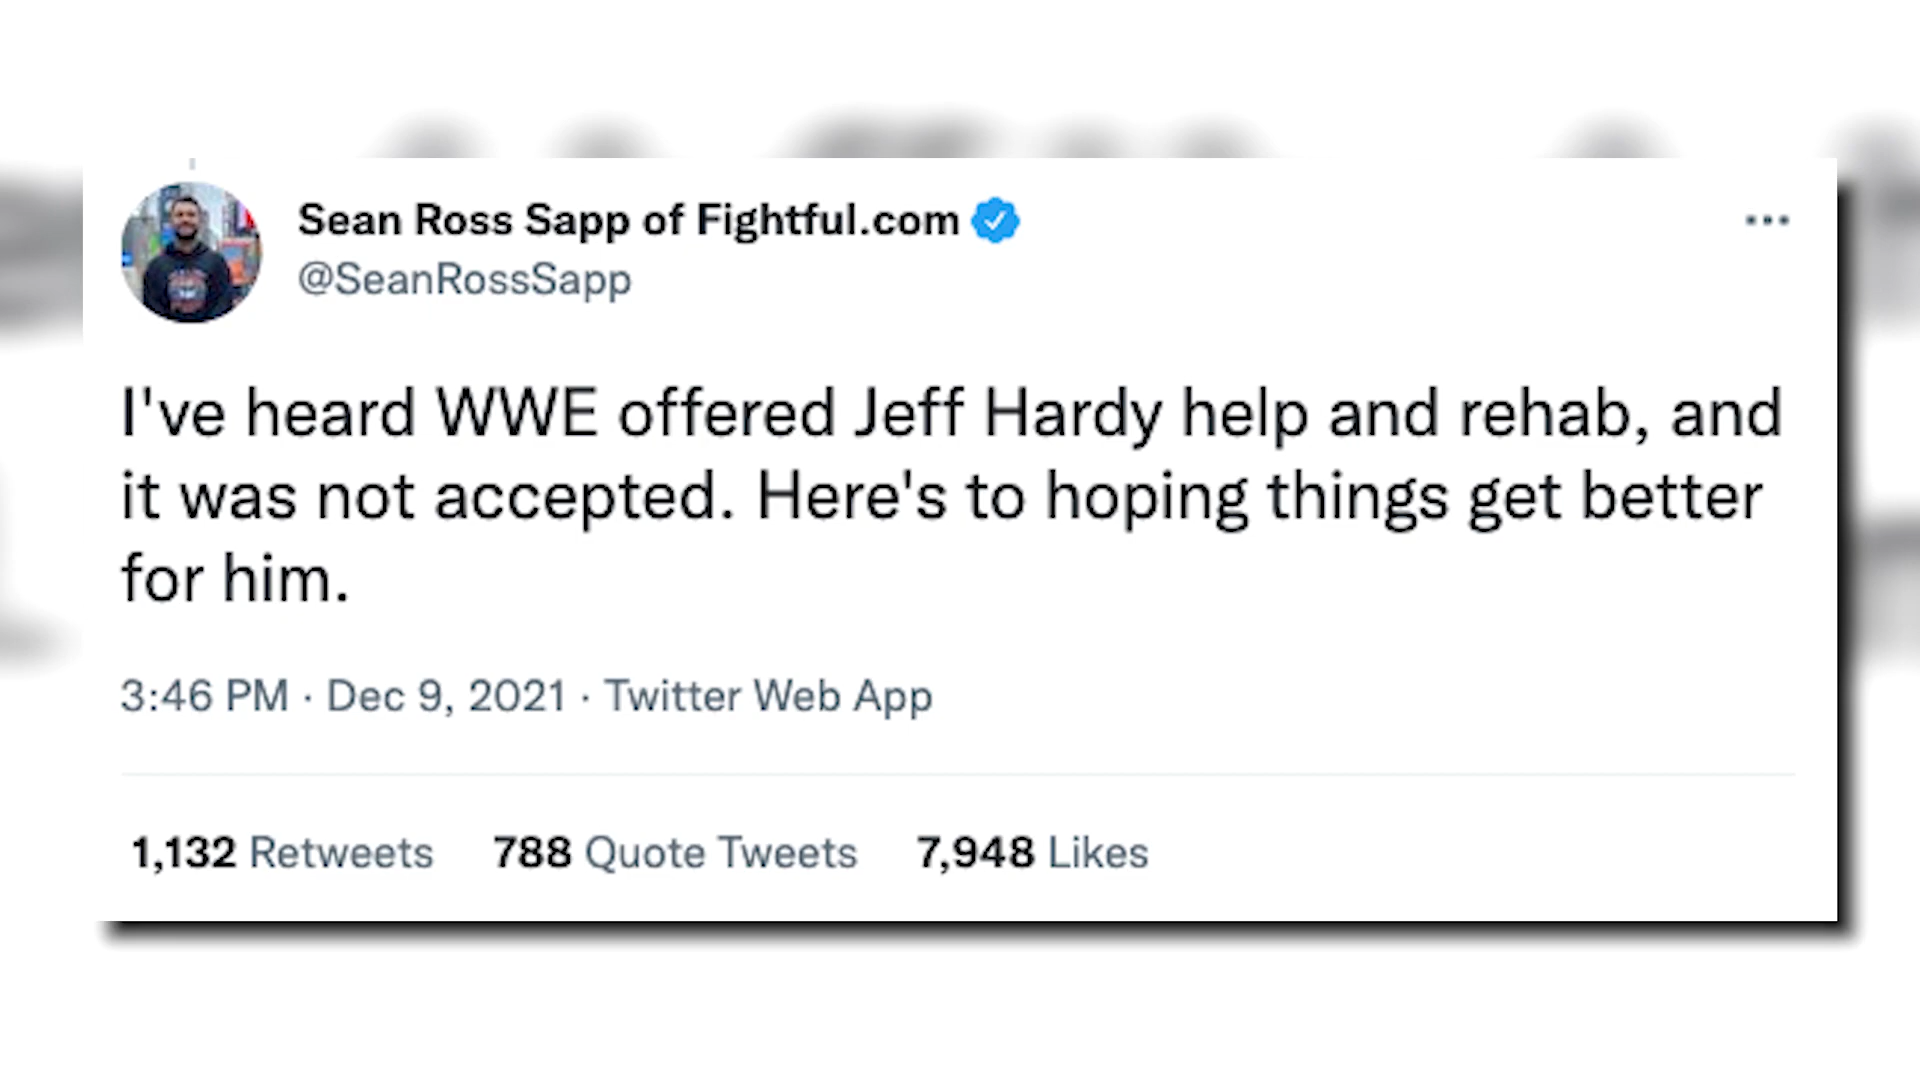 Sean Ross Sapp of Fightful.com
@SeanRossSapp
I've heard WWE offered Jeff Hardy help and rehab, and
it was not accepted. Here's to hoping things get better
for him.
3:46 PM · Dec 9, 2021 · Twitter Web App
1,132 Retweets 788 Quote Tweets 7,948 Likes